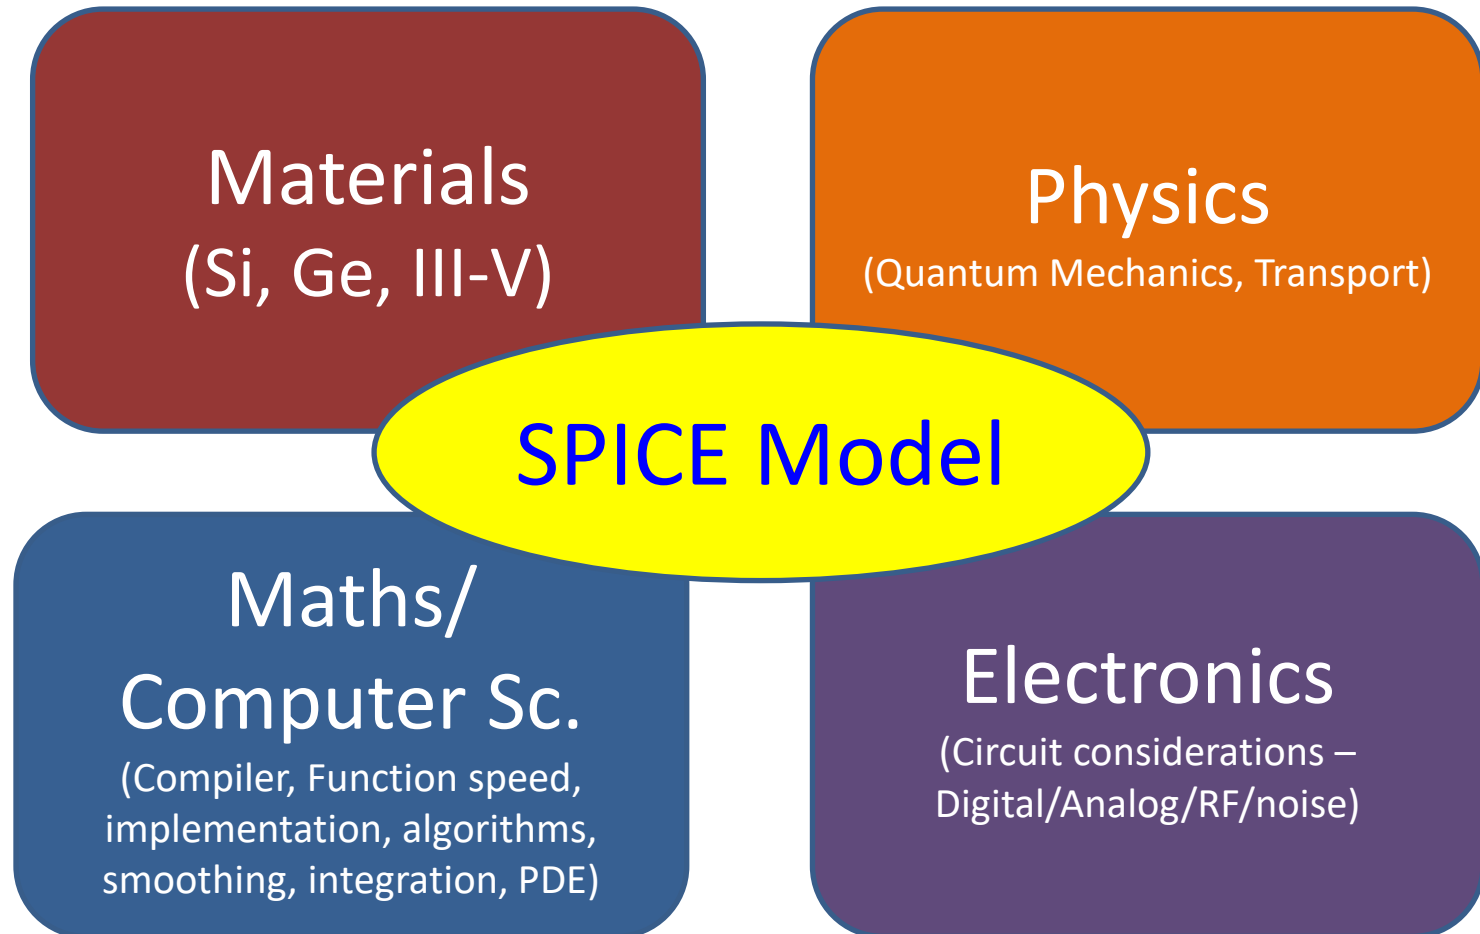 Materials
(Si, Ge, III-V)
Physics
(Quantum Mechanics, Transport)
SPICE Model
Maths/
Computer Sc.
(Compiler, Function speed,
implementation, algorithms,
smoothing, integration, PDE)
Electronics
(Circuit considerations –
Digital/Analog/RF/noise)